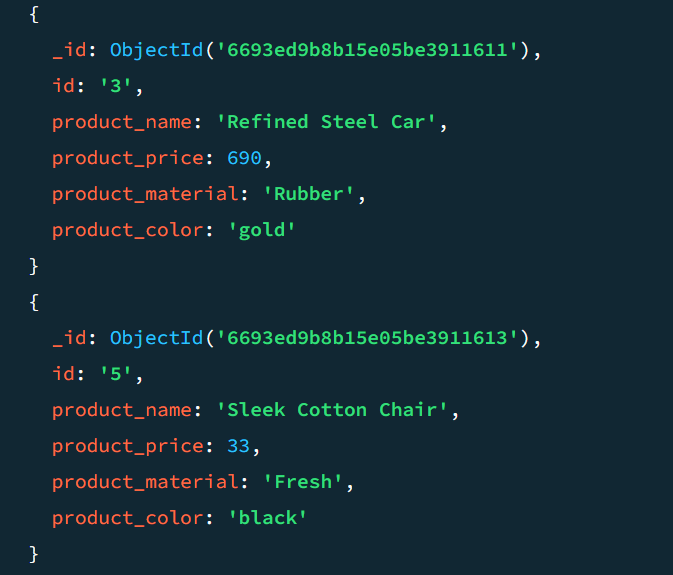 {
_id: ObjectId('6693ed9b8b15e05be3911611'),
id: '3',
product_name: 'Refined Steel Car',
product_price: 690,
product_material: 'Rubber',
product_color: 'gold'
}
{
_id: ObjectId('6693ed9b8b15e05be3911613'),
id: '5',
product_name: 'Sleek Cotton Chair',
product_price: 33,
product_material: 'Fresh',
product_color: 'black'
}